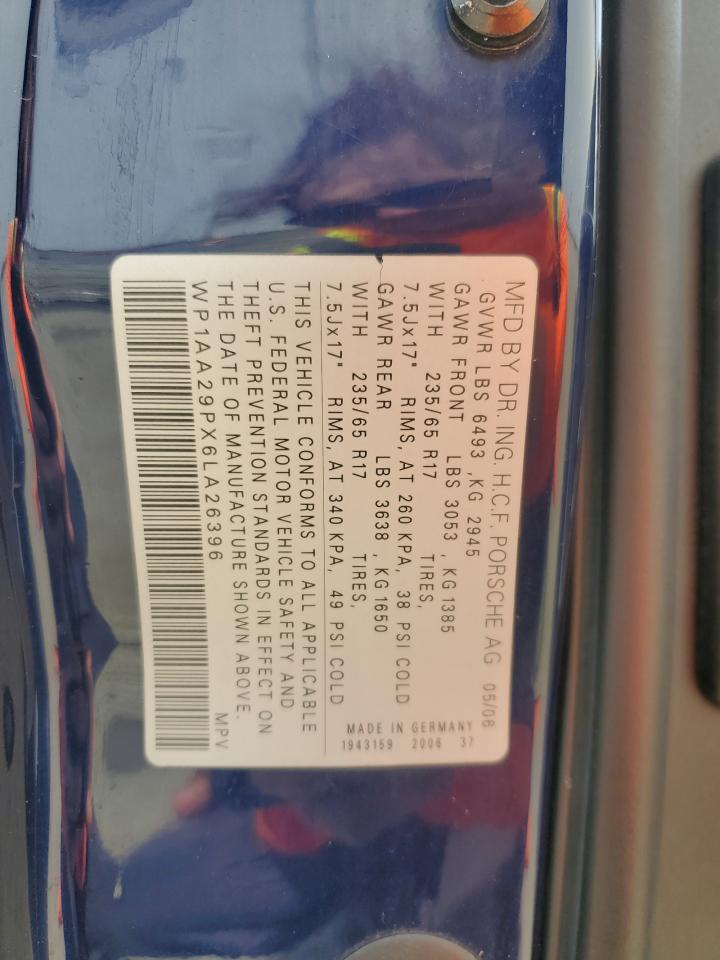 MFD BY DR. ING. H.C.F. PORSCHE AG 05/06
GVWR LBS 6493 ,KG 2945
GAWR FRONT LBS 3053 , KG 1385
WITH 235/65 R17 TIRES,
7.5Jx17" RIMS, AT 260 KPA, 38 PSI COLD
GAWR REAR LBS 3638 , KG 1650
WITH 235/65 R17 TIRES,
7.5Jx17" RIMS, AT 340 KPA, 49 PSI COLD
MADE IN GERMANY
1943159 2006 37
THIS VEHICLE CONFORMS TO ALL APPLICABLE
U.S. FEDERAL MOTOR VEHICLE SAFETY AND
THEFT PREVENTION STANDARDS IN EFFECT ON
THE DATE OF MANUFACTURE SHOWN ABOVE.
WP1AA29PX6LA26396 MPV